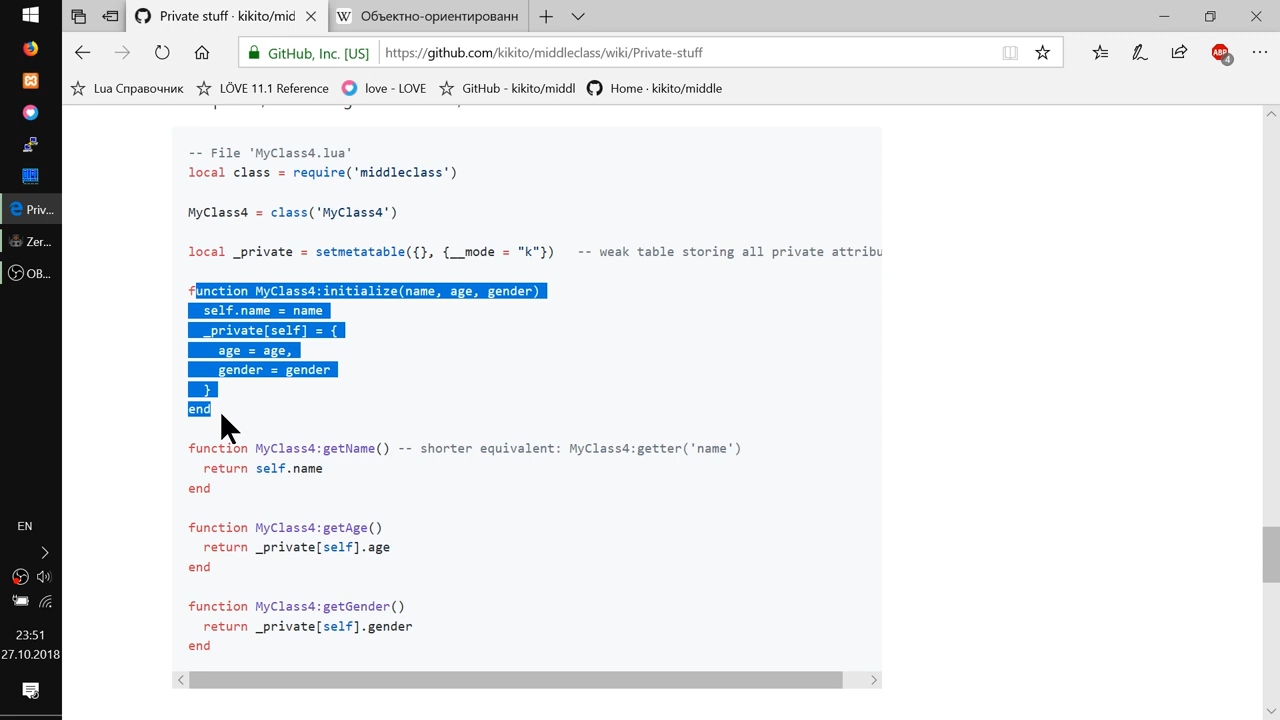 Private stuff · kikito/mid
W Объектно-ориентированн
GitHub, Inc. [US]
https://github.com/kikito/middleclass/wiki/Private-stuff
ABP
4
Lua Справочник
LÖVE 11.1 Reference
love - LOVE
GitHub - kikito/middl
Home · kikito/middle
-- File 'MyClass4.lua'
local class = require('middleclass')
MyClass4 = class('MyClass4')
local _private = setmetatable({}, {__mode = "k"})   -- weak table storing all private attribu
function MyClass4:initialize(name, age, gender)
  self.name = name
  _private[self] = {
    age = age,
    gender = gender
  }
end
function MyClass4:getName() -- shorter equivalent: MyClass4:getter('name')
  return self.name
end
function MyClass4:getAge()
  return _private[self].age
end
function MyClass4:getGender()
  return _private[self].gender
end
Priv...
Zer...
OB...
EN
23:51
27.10.2018